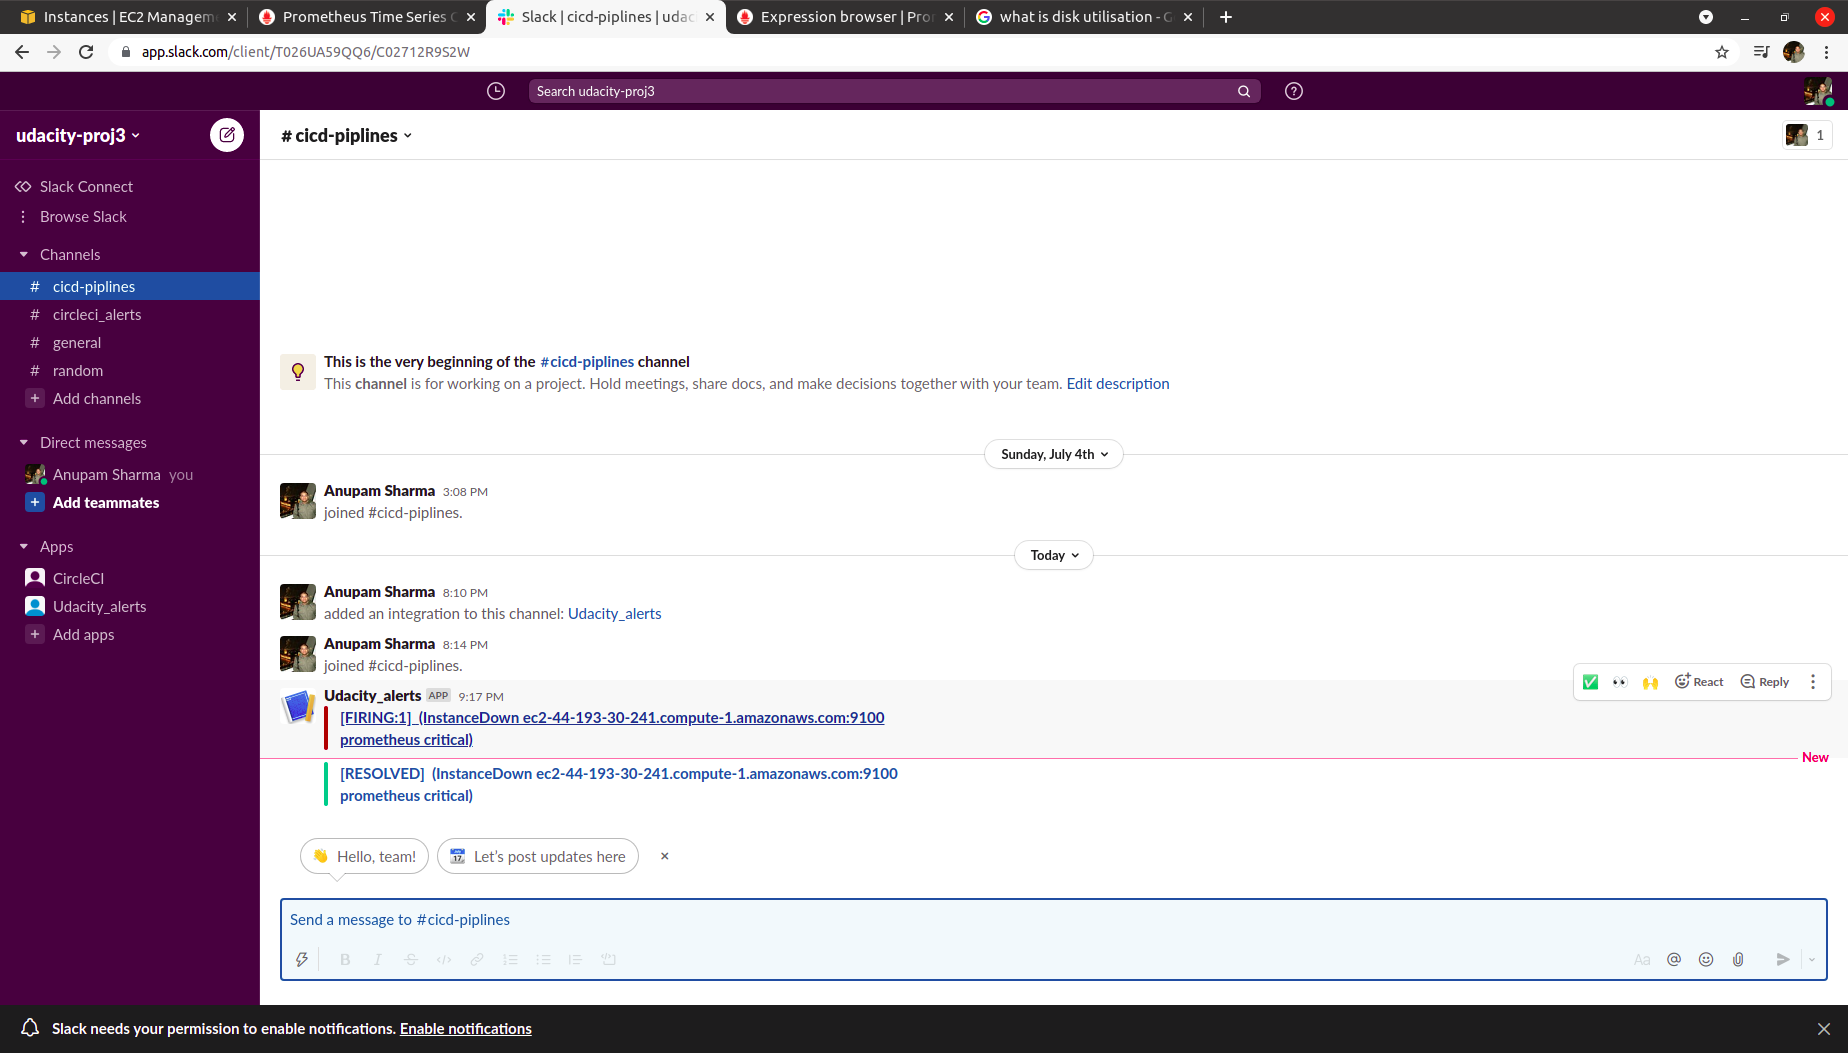 Instances | EC2 Managem
Prometheus Time Series C
Slack | cicd-piplines | udac
Expression browser | Pro
what is disk utilisation - G
app.slack.com/client/T026UA59QQ6/C02712R9S2W
Search udacity-proj3
udacity-proj3
# cicd-piplines
1
Slack Connect
Browse Slack
Channels
# cicd-piplines
# circleci_alerts
# general
# random
+ Add channels
Direct messages
Anupam Sharma you
+ Add teammates
Apps
CircleCI
Udacity_alerts
+ Add apps
This is the very beginning of the #cicd-piplines channel
This channel is for working on a project. Hold meetings, share docs, and make decisions together with your team. Edit description
Sunday, July 4th
Anupam Sharma 3:08 PM
joined #cicd-piplines.
Today
Anupam Sharma 8:10 PM
added an integration to this channel: Udacity_alerts
Anupam Sharma 8:14 PM
joined #cicd-piplines.
React
Reply
Udacity_alerts APP 9:17 PM
[FIRING:1] (InstanceDown ec2-44-193-30-241.compute-1.amazonaws.com:9100
prometheus critical)
New
[RESOLVED] (InstanceDown ec2-44-193-30-241.compute-1.amazonaws.com:9100
prometheus critical)
Hello, team!
17 Let's post updates here
Send a message to #cicd-piplines
B I S </>
Aa @
Slack needs your permission to enable notifications. Enable notifications